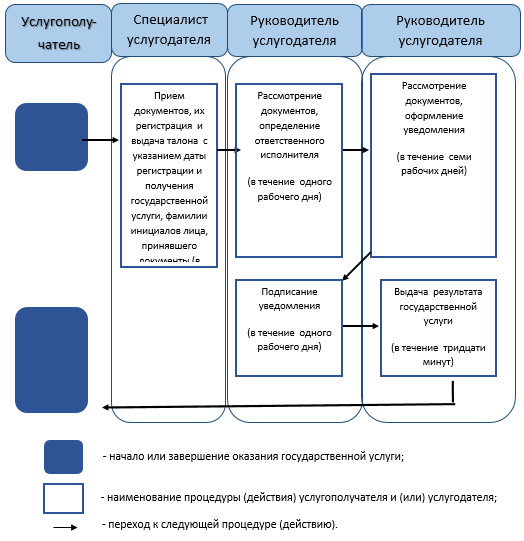 Услугополу-
чатель
Специалист
услугодателя
Руководитель
услугодателя
Руководитель
услугодателя
Прием
документов, их
регистрация и
выдача талона с
указанием даты
регистрации и
получения
государственной
услуги, фамилии
инициалов лица,
принявшего
документы (в
Рассмотрение
документов,
определение
ответственного
исполнителя
(в течение одного
рабочего дня)
Рассмотрение
документов,
оформление
уведомления
(в течение семи
рабочих дней)
Подписание
уведомления
(в течение одного
рабочего дня)
Выдача результата
государственной
услуги
(в течение тридцати
минут)
- начало или завершение оказания государственной услуги;
- наименование процедуры (действия) услугополучателя и (или) услугодателя;
- переход к следующей процедуре (действию).